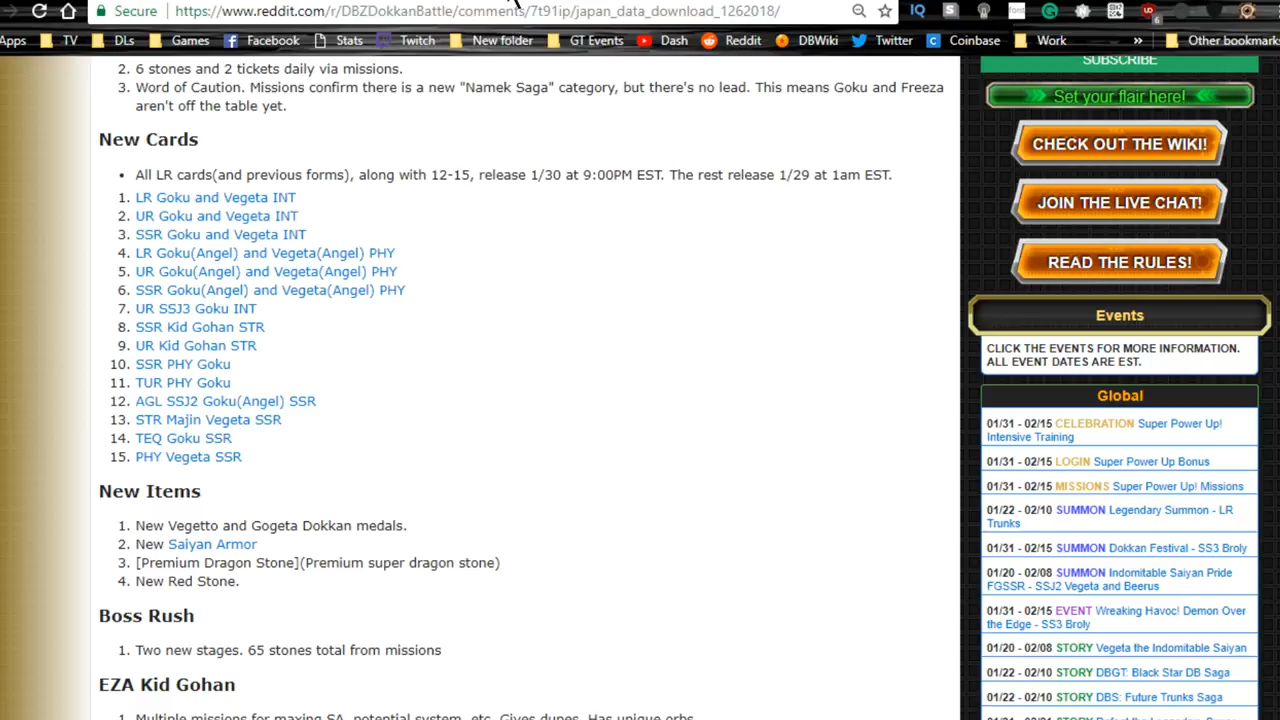 Secure
https://www.reddit.com/r/DBZDokkanBattle/comments/7t91ip/japan_data_download_1262018/
Apps TV DLs Games Facebook Stats Twitch New folder GT Events Dash Reddit DBWiki Twitter Coinbase Work » Other bookmarks
2. 6 stones and 2 tickets daily via missions.
3. Word of Caution. Missions confirm there is a new "Namek Saga" category, but there's no lead. This means Goku and Freeza
aren't off the table yet.
New Cards
• All LR cards(and previous forms), along with 12-15, release 1/30 at 9:00PM EST. The rest release 1/29 at 1am EST.
1. LR Goku and Vegeta INT
2. UR Goku and Vegeta INT
3. SSR Goku and Vegeta INT
4. LR Goku(Angel) and Vegeta(Angel) PHY
5. UR Goku(Angel) and Vegeta(Angel) PHY
6. SSR Goku(Angel) and Vegeta(Angel) PHY
7. UR SSJ3 Goku INT
8. SSR Kid Gohan STR
9. UR Kid Gohan STR
10. SSR PHY Goku
11. TUR PHY Goku
12. AGL SSJ2 Goku(Angel) SSR
13. STR Majin Vegeta SSR
14. TEQ Goku SSR
15. PHY Vegeta SSR
New Items
1. New Vegetto and Gogeta Dokkan medals.
2. New Saiyan Armor
3. [Premium Dragon Stone](Premium super dragon stone)
4. New Red Stone.
Boss Rush
1. Two new stages. 65 stones total from missions
EZA Kid Gohan
1. Multiple missions for maxing SA, potential system, etc. Gives dupes. Has unique orbs
SUBSCRIBE
Set your flair here!
CHECK OUT THE WIKI!
JOIN THE LIVE CHAT!
READ THE RULES!
Events
CLICK THE EVENTS FOR MORE INFORMATION.
ALL EVENT DATES ARE EST.
Global
01/31 - 02/15 CELEBRATION Super Power Up!
Intensive Training
01/31 - 02/15 LOGIN Super Power Up Bonus
01/31 - 02/15 MISSIONS Super Power Up! Missions
01/22 - 02/10 SUMMON Legendary Summon - LR
Trunks
01/31 - 02/15 SUMMON Dokkan Festival - SS3 Broly
01/20 - 02/08 SUMMON Indomitable Saiyan Pride
FGSSR - SSJ2 Vegeta and Beerus
01/31 - 02/15 EVENT Wreaking Havoc! Demon Over
the Edge - SS3 Broly
01/20 - 02/08 STORY Vegeta the Indomitable Saiyan
01/22 - 02/10 STORY DBGT: Black Star DB Saga
01/22 - 02/10 STORY DBS: Future Trunks Saga